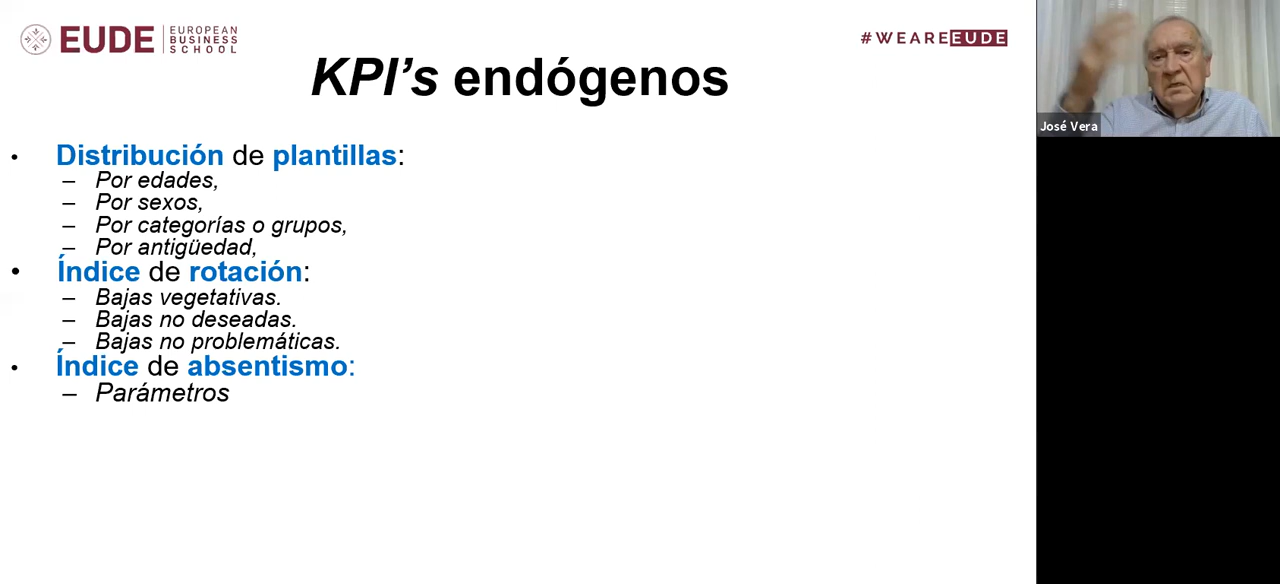 EUDE EUROPEAN BUSINESS SCHOOL
#WEAREEUDE
KPI's endógenos
José Vera
• Distribución de plantillas:
– Por edades,
– Por sexos,
– Por categorías o grupos,
– Por antigüedad,
• Índice de rotación:
– Bajas vegetativas.
– Bajas no deseadas.
– Bajas no problemáticas.
• Índice de absentismo:
– Parámetros